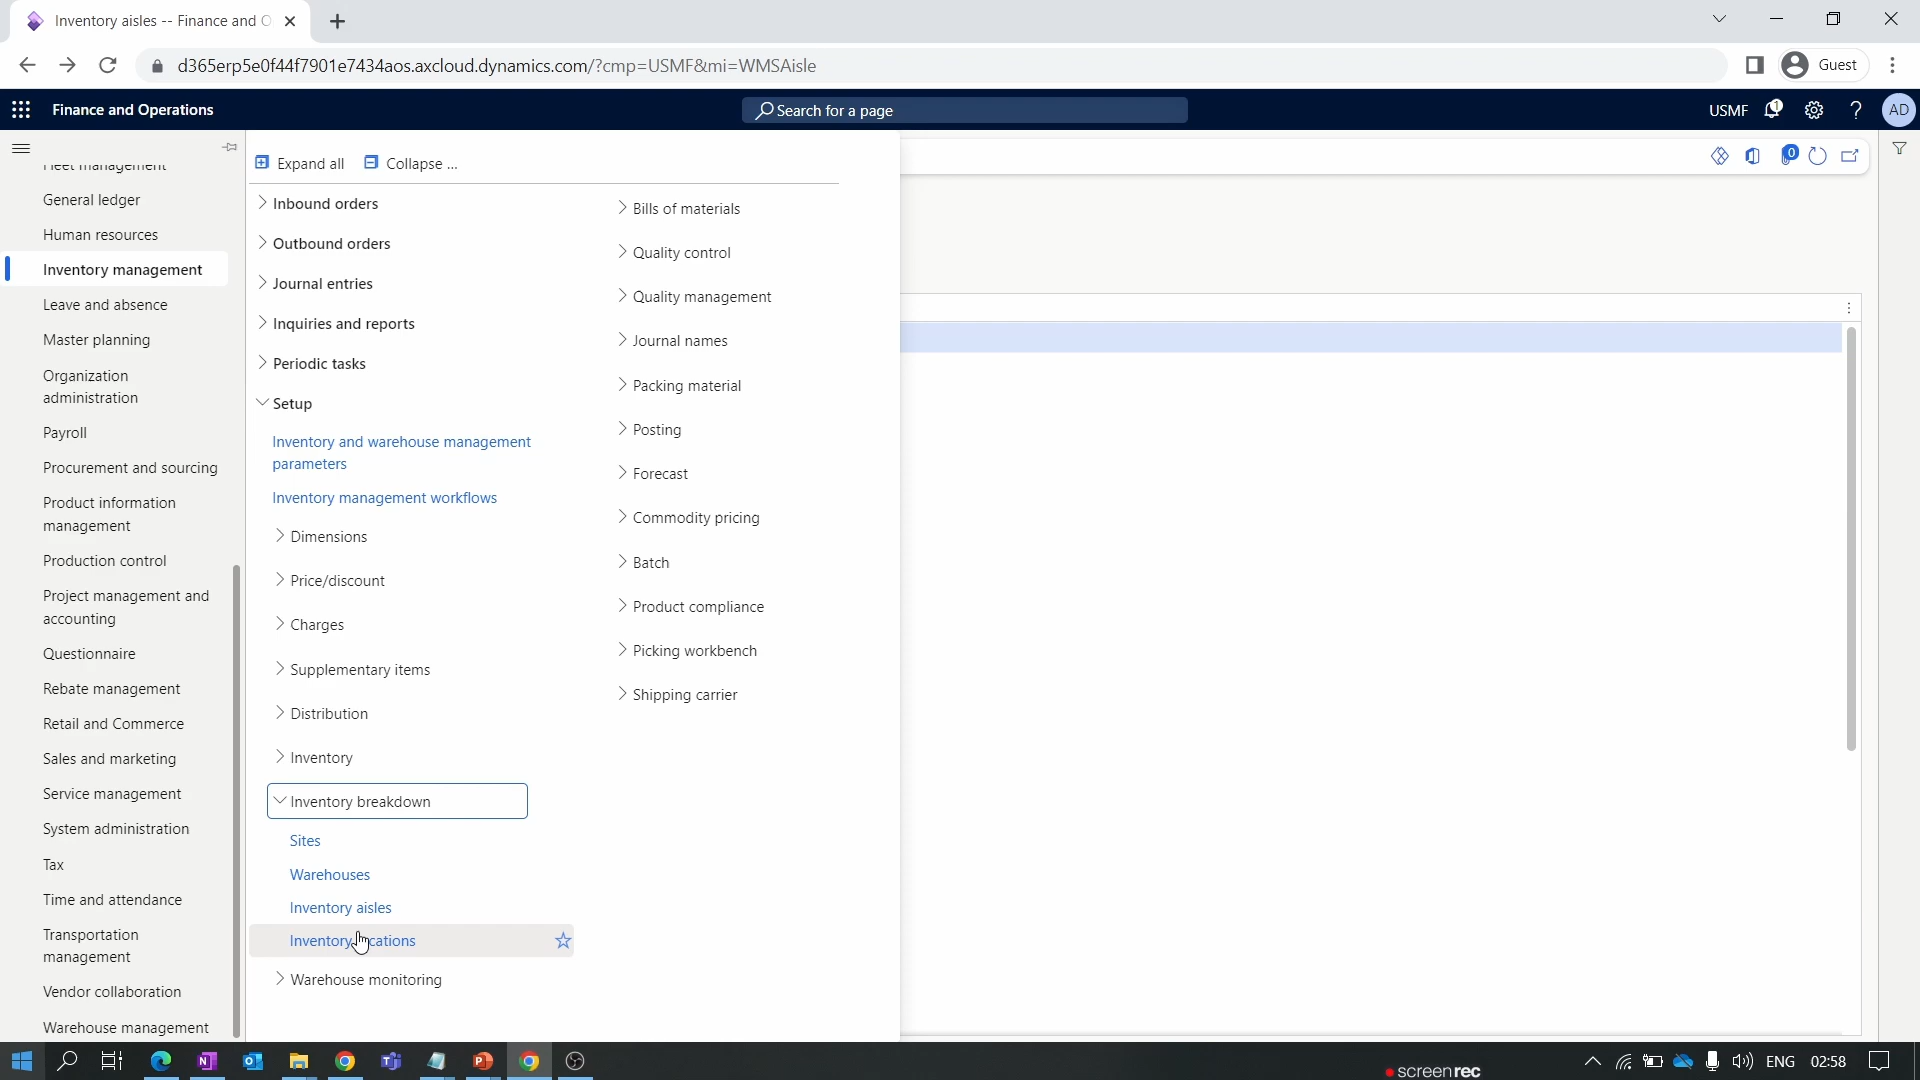 Inventory aisles -- Finance and O
d365erp5e0f44f7901e7434aos.axcloud.dynamics.com/?cmp=USMF&mi=WMSAisle
Guest
Finance and Operations
Search for a page
USMF
1
AD
Expand all
Collapse ...
0
Fleet management
General ledger
Human resources
Inventory management
Leave and absence
Master planning
Organization
administration
Payroll
Procurement and sourcing
Product information
management
Production control
Project management and
accounting
Questionnaire
Rebate management
Retail and Commerce
Sales and marketing
Service management
System administration
Tax
Time and attendance
Transportation
management
Vendor collaboration
Warehouse management
Inbound orders
Outbound orders
Journal entries
Inquiries and reports
Periodic tasks
Setup
Inventory and warehouse management
parameters
Inventory management workflows
Dimensions
Price/discount
Charges
Supplementary items
Distribution
Inventory
Inventory breakdown
Sites
Warehouses
Inventory aisles
Inventory locations
Warehouse monitoring
Bills of materials
Quality control
Quality management
Journal names
Packing material
Posting
Forecast
Commodity pricing
Batch
Product compliance
Picking workbench
Shipping carrier
screenrec
ENG
02:58